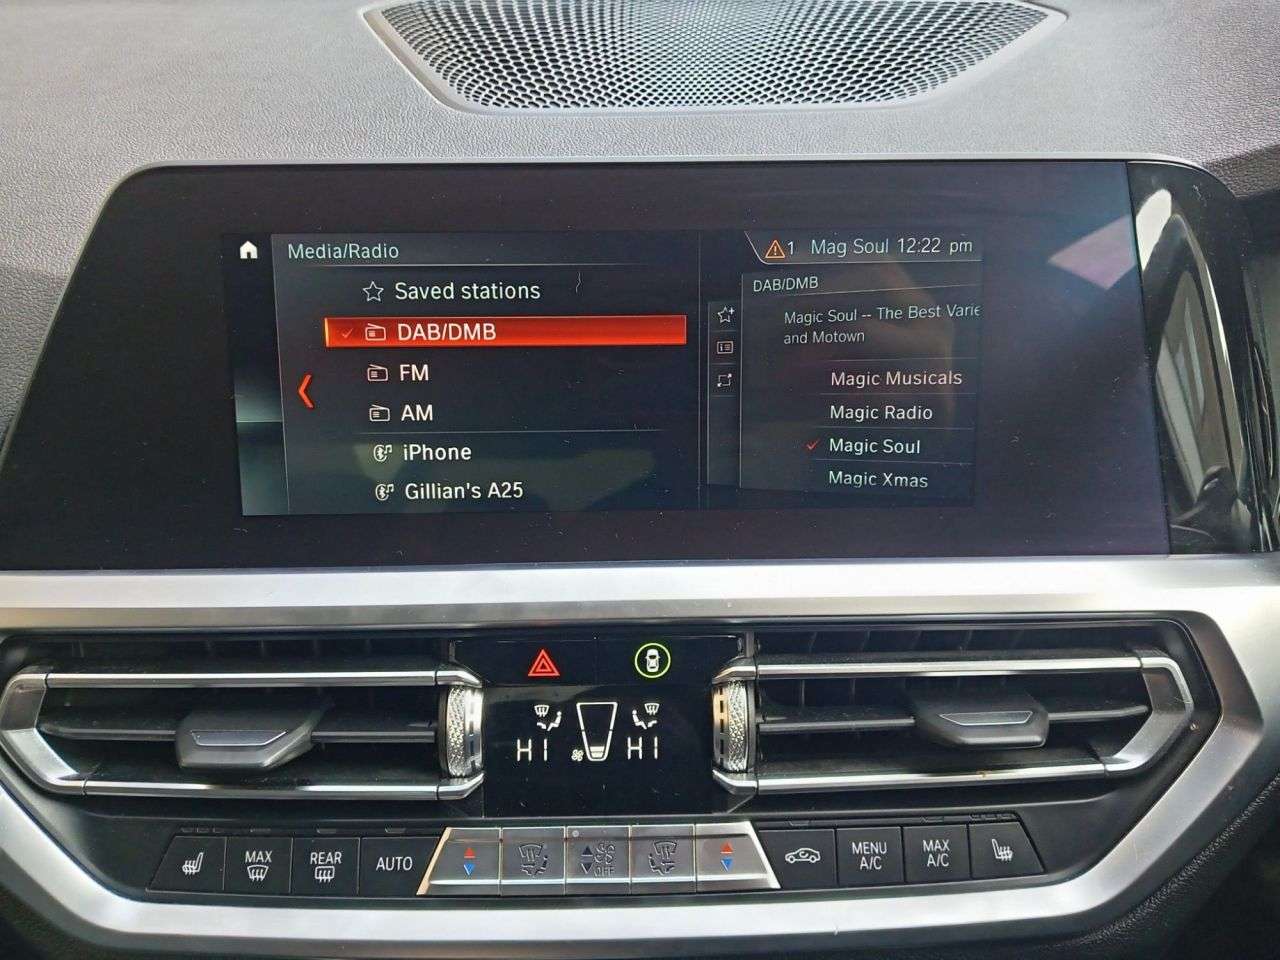 Media/Radio
Saved stations
DAB/DMB
FM
AM
iPhone
Gillian's A25
1 Mag Soul 12:22 pm
DAB/DMB
Magic Soul -- The Best Varie
and Motown
Magic Musicals
Magic Radio
Magic Soul
Magic Xmas
HI HI
MAX
REAR
AUTO
OFF
MENU
A/C
MAX
A/C